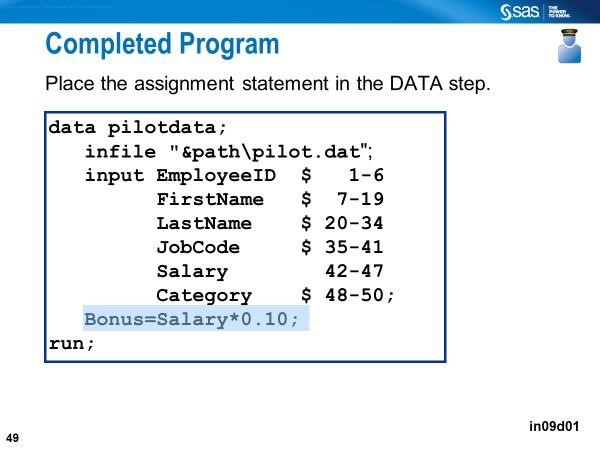 sas THE
POWER
TO KNOW.
Completed Program
Place the assignment statement in the DATA step.
data pilotdata;
infile "&path\pilot.dat";
input EmployeeID $ 1-6
FirstName $ 7-19
LastName $ 20-34
JobCode $ 35-41
Salary 42-47
Category $ 48-50;
Bonus=Salary*0.10;
run;
in09d01
49